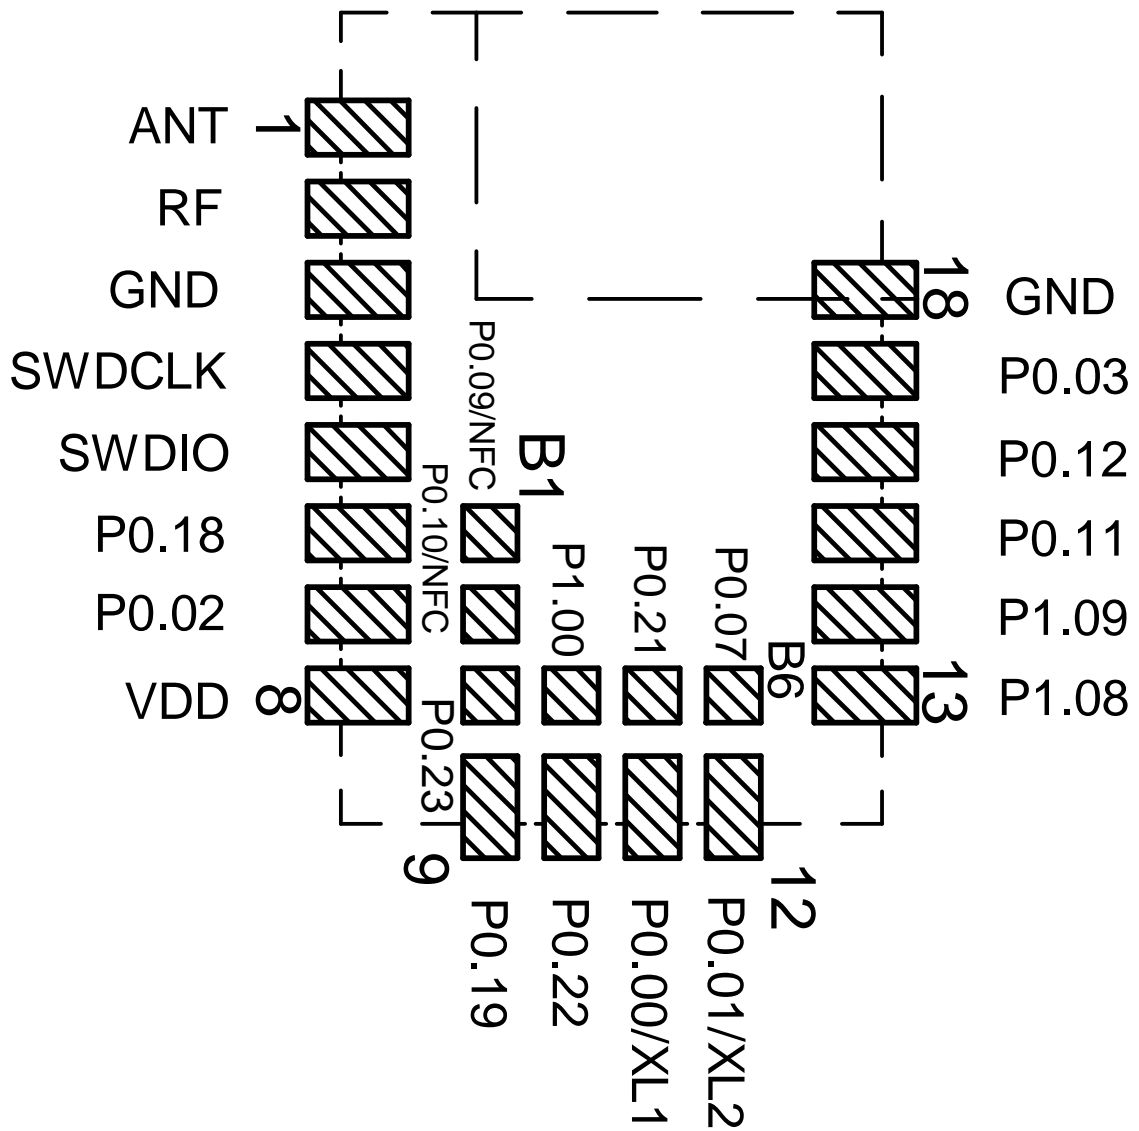 ANT
1
RF
GND
SWDCLK
SWDIO
P0.18
P0.02
VDD
8
P0.09/NFC
B1
P0.10/NFC
P1.00
P0.21
P0.07
B6
P0.23
18
GND
P0.03
P0.12
P0.11
P1.09
13
P1.08
9
12
P0.19
P0.22
P0.00/XL1
P0.01/XL2